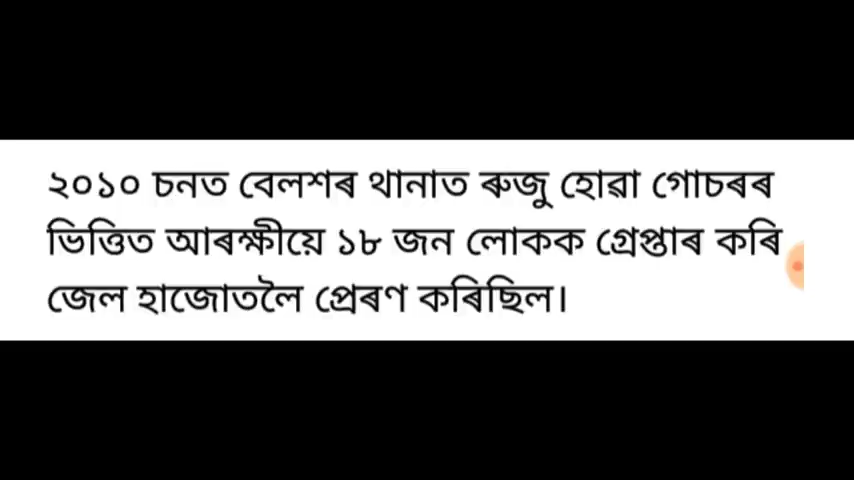 ২০১০ চনত বেলশৰ থানাত ৰুজু হোৱা গোচৰৰ
ভিত্তিত আৰক্ষীয়ে ১৮ জন লোকক গ্ৰেপ্তাৰ কৰি
জেল হাজোতলৈ প্ৰেৰণ কৰিছিল।